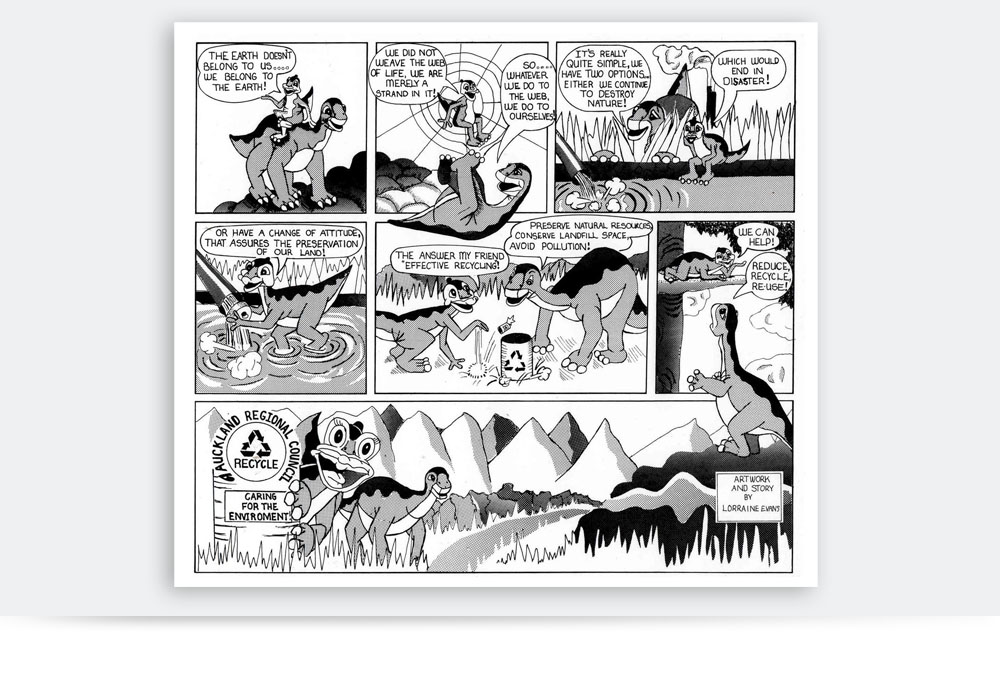 THE EARTH DOESN'T
BELONG TO US....
WE BELONG TO
THE EARTH!
WE DID NOT
WEAVE THE WEB
OF LIFE, WE ARE
MERELY A
STRAND IN IT!
SO....
WHATEVER
WE DO TO
THE WEB,
WE DO TO
OURSELVES!
IT'S REALLY
QUITE SIMPLE, WE
HAVE TWO OPTIONS...
EITHER WE CONTINUE
TO DESTROY
NATURE!
WHICH WOULD
END IN
DISASTER!
OR HAVE A CHANGE OF ATTITUDE,
THAT ASSURES THE PRESERVATION
OF OUR LAND!
THE ANSWER MY FRIEND
"EFFECTIVE RECYCLING!
PRESERVE NATURAL RESOURCES,
CONSERVE LANDFILL SPACE,
AVOID POLLUTION!
WE CAN
HELP!
REDUCE,
RECYCLE,
RE-USE!
AUCKLAND REGIONAL COUNCIL
RECYCLE
CARING
FOR THE
ENVIROMENT
ARTWORK
AND STORY
BY
LORRAINE EVANS